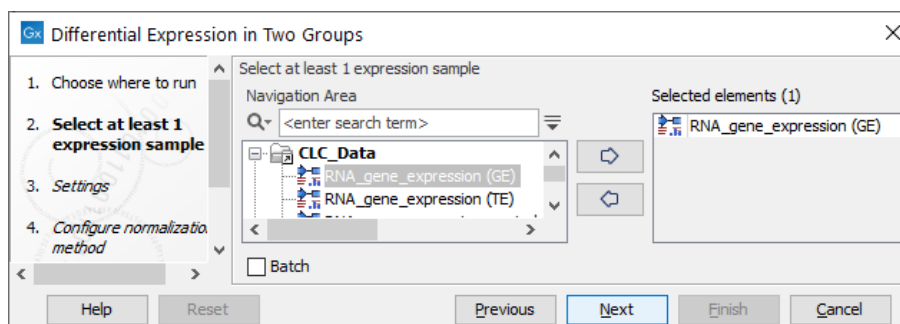 Gx Differential Expression in Two Groups
1. Choose where to run
2. Select at least 1
expression sample
3. Settings
4. Configure normalization
method
Select at least 1 expression sample
Navigation Area
<enter search term>
CLC_Data
RNA_gene_expression (GE)
RNA_gene_expression (TE)
Batch
Selected elements (1)
RNA_gene_expression (GE)
Help
Reset
Previous
Next
Finish
Cancel